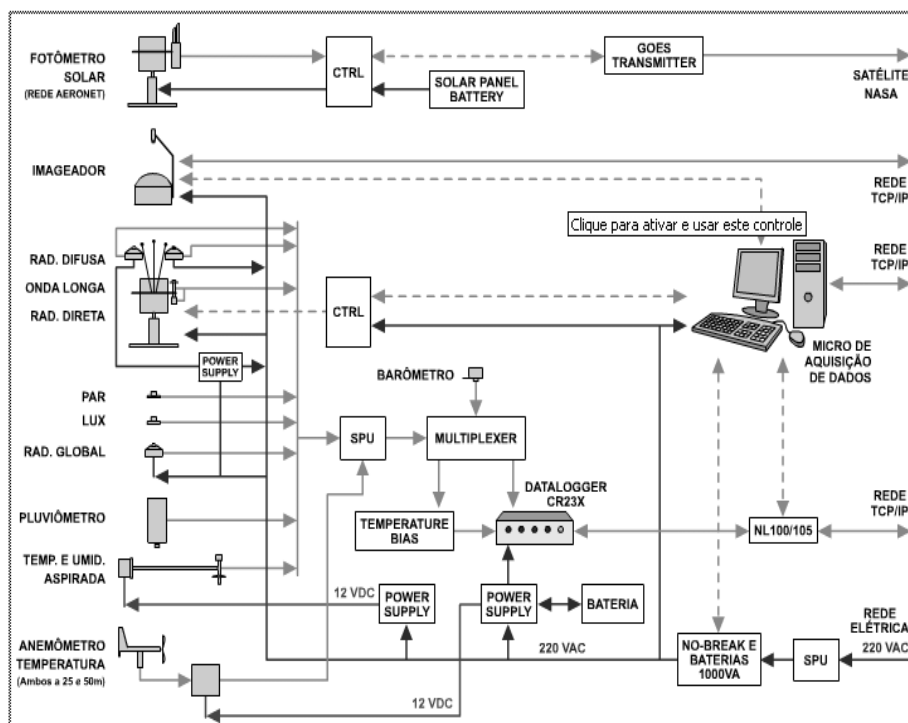 FOTÔMETRO
SOLAR
(REDE AERONET)
CTRL
SOLAR PANEL
BATTERY
GOES
TRANSMITTER
SATÉLITE
NASA
IMAGEADOR
REDE
TCP/IP
Clique para ativar e usar este controle
RAD. DIFUSA
ONDA LONGA
RAD. DIRETA
CTRL
REDE
TCP/IP
MICRO DE
AQUISIÇÃO
DE DADOS
POWER
SUPPLY
BARÔMETRO
PAR
LUX
RAD. GLOBAL
SPU
MULTIPLEXER
DATALOGGER
CR23X
PLUVIÔMETRO
TEMPERATURE
BIAS
NL100/105
REDE
TCP/IP
TEMP. E UMID.
ASPIRADA
12 VDC
POWER
SUPPLY
POWER
SUPPLY
BATERIA
REDE
ELÉTRICA
220 VAC
ANEMÔMETRO
TEMPERATURA
(Ambos a 25 e 50m)
220 VAC
NO-BREAK E
BATERIAS
1000VA
SPU
12 VDC